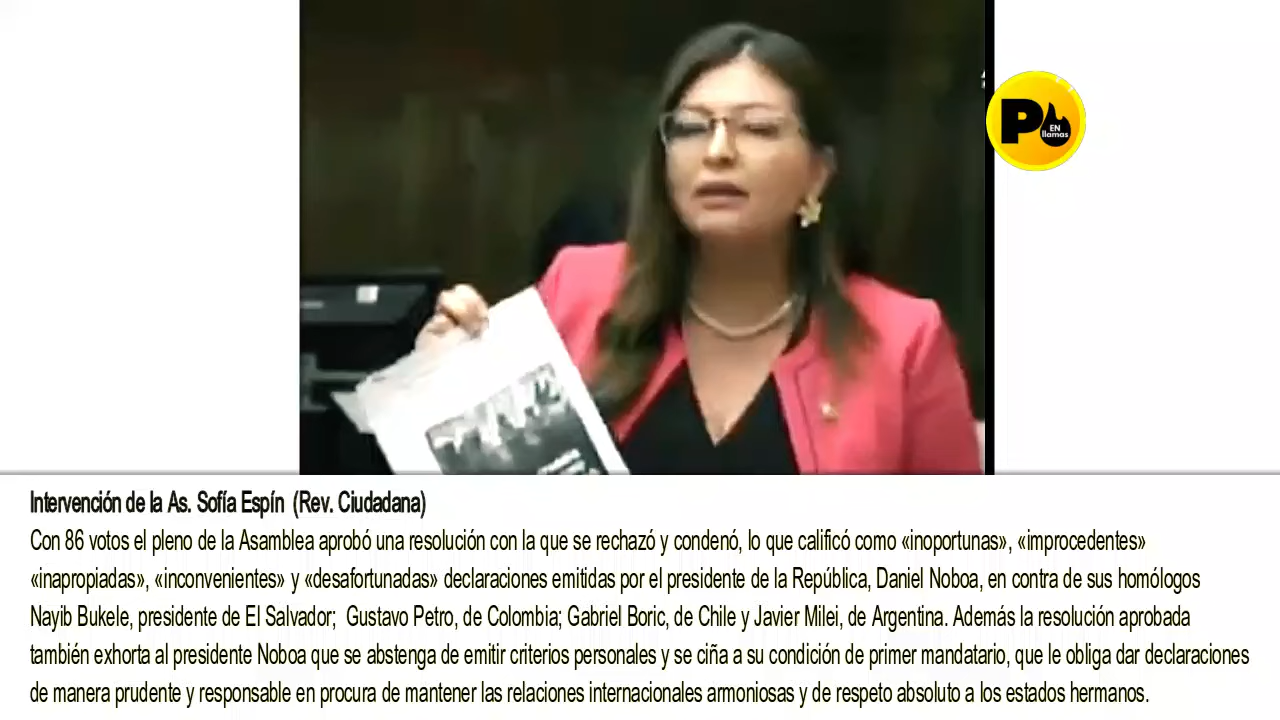 P
EN
llamas
Intervención de la As. Sofía Espín (Rev. Ciudadana)
Con 86 votos el pleno de la Asamblea aprobó una resolución con la que se rechazó y condenó, lo que calificó como «inoportunas», «improcedentes»
«inapropiadas», «inconvenientes» y «desafortunadas» declaraciones emitidas por el presidente de la República, Daniel Noboa, en contra de sus homólogos
Nayib Bukele, presidente de El Salvador; Gustavo Petro, de Colombia; Gabriel Boric, de Chile y Javier Milei, de Argentina. Además la resolución aprobada
también exhorta al presidente Noboa que se abstenga de emitir criterios personales y se ciña a su condición de primer mandatario, que le obliga dar declaraciones
de manera prudente y responsable en procura de mantener las relaciones internacionales armoniosas y de respeto absoluto a los estados hermanos.